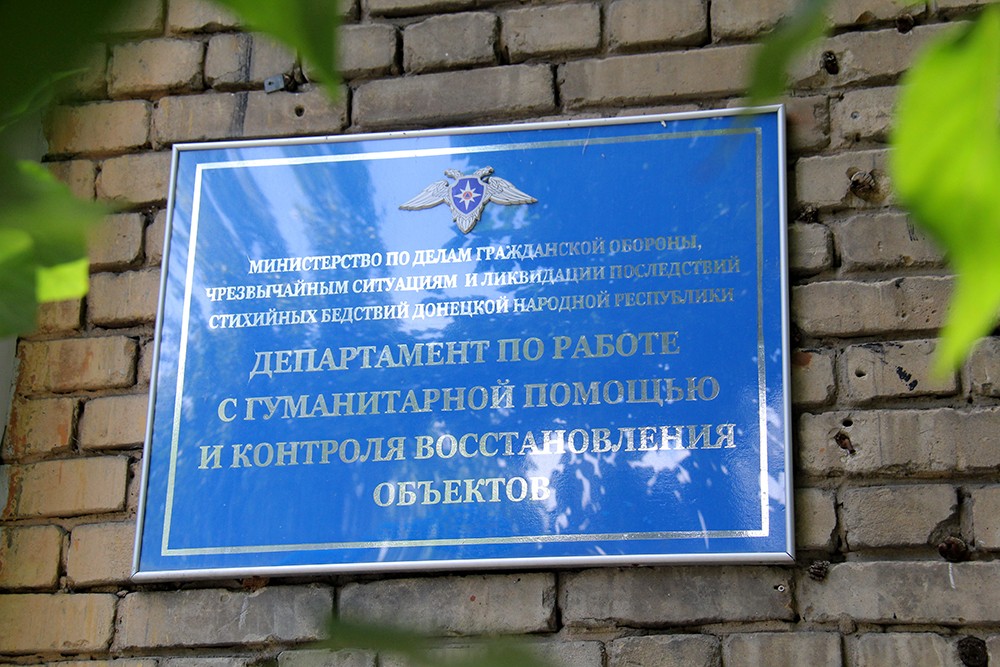 МИНИСТЕРСТВО ПО ДЕЛАМ ГРАЖДАНСКОЙ ОБОРОНЫ,
ЧРЕЗВЫЧАЙНЫМ СИТУАЦИЯМ И ЛИКВИДАЦИИ ПОСЛЕДСТВИЙ
СТИХИЙНЫХ БЕДСТВИЙ ДОНЕЦКОЙ НАРОДНОЙ РЕСПУБЛИКИ
ДЕПАРТАМЕНТ ПО РАБОТЕ
С ГУМАНИТАРНОЙ ПОМОЩЬЮ
И КОНТРОЛЯ ВОССТАНОВЛЕНИЯ
ОБЪЕКТОВ